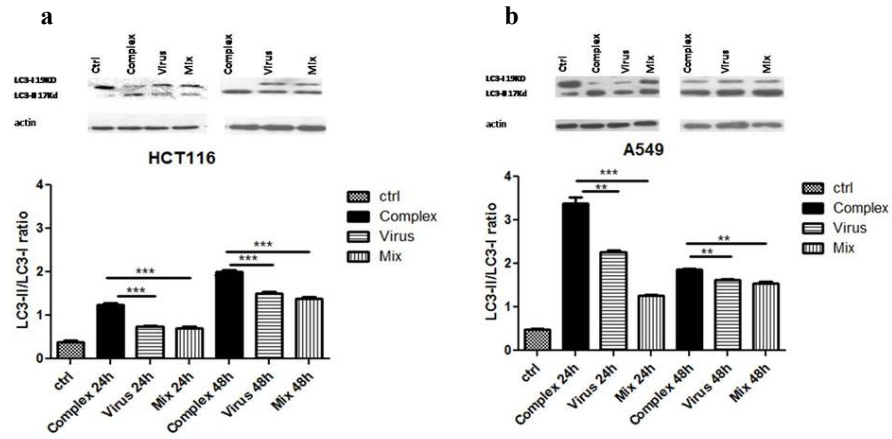 a
Ctrl
Complex
Virus
Mix
Complex
Virus
Mix
LC3-I 19KD
LC3-II 17Kd
actin
HCT116
LC3-II/LC3-I ratio
4
3
2
1
0
***
***
***
***
ctrl
Complex
Virus
Mix
ctrl
Complex 24h
Virus 24h
Mix 24h
Complex 48h
Virus 48h
Mix 48h
b
Ctrl
Complex
Virus
Mix
Complex
Virus
Mix
LC3-I 19KD
LC3-II 17Kd
actin
A549
LC3-II/LC3-I ratio
4
3
2
1
0
***
**
**
**
ctrl
Complex
Virus
Mix
ctrl
Complex 24h
Virus 24h
Mix 24h
Complex 48h
Virus 48h
Mix 48h